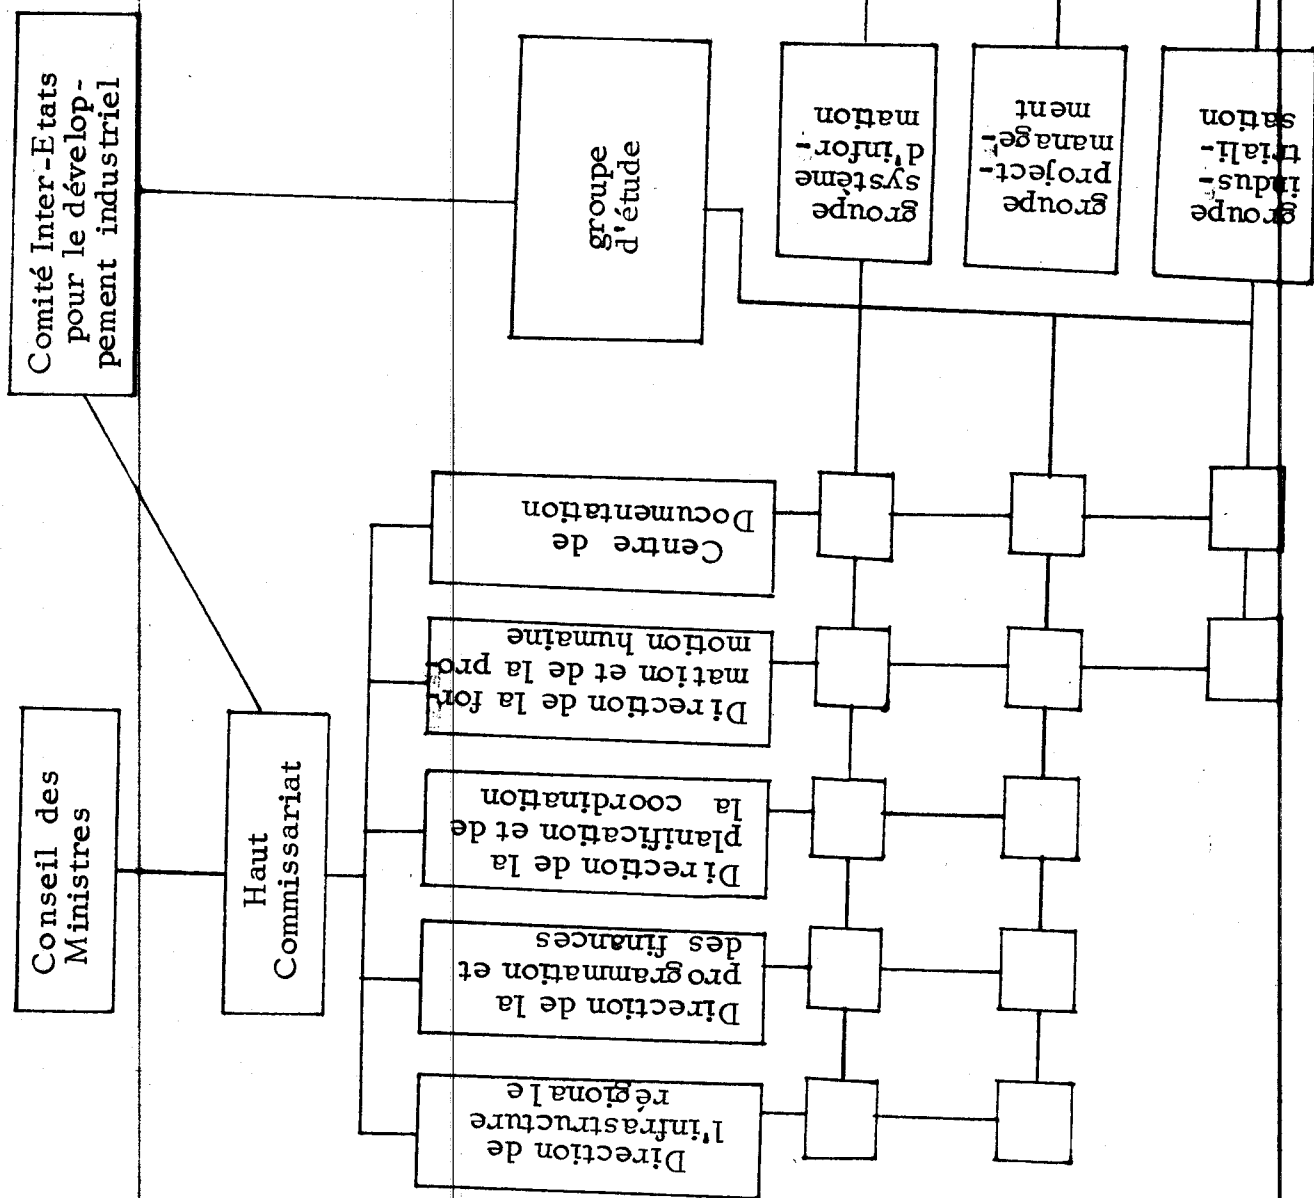 Comité Inter-Etats
pour le dévelop-
pement industriel
Conseil des
Ministres
Haut
Commissariat
groupe
d'étude
groupe
système
d'infor-
mation
groupe
project-
manage-
ment
groupe
indus-
triali-
sation
Centre de
Documentation
Direction de la for-
mation et de la pro
motion humaine
Direction de la
planification et de
la coordination
Direction de la
programmation et
des finances
Direction de
l'infrastructure
régionale